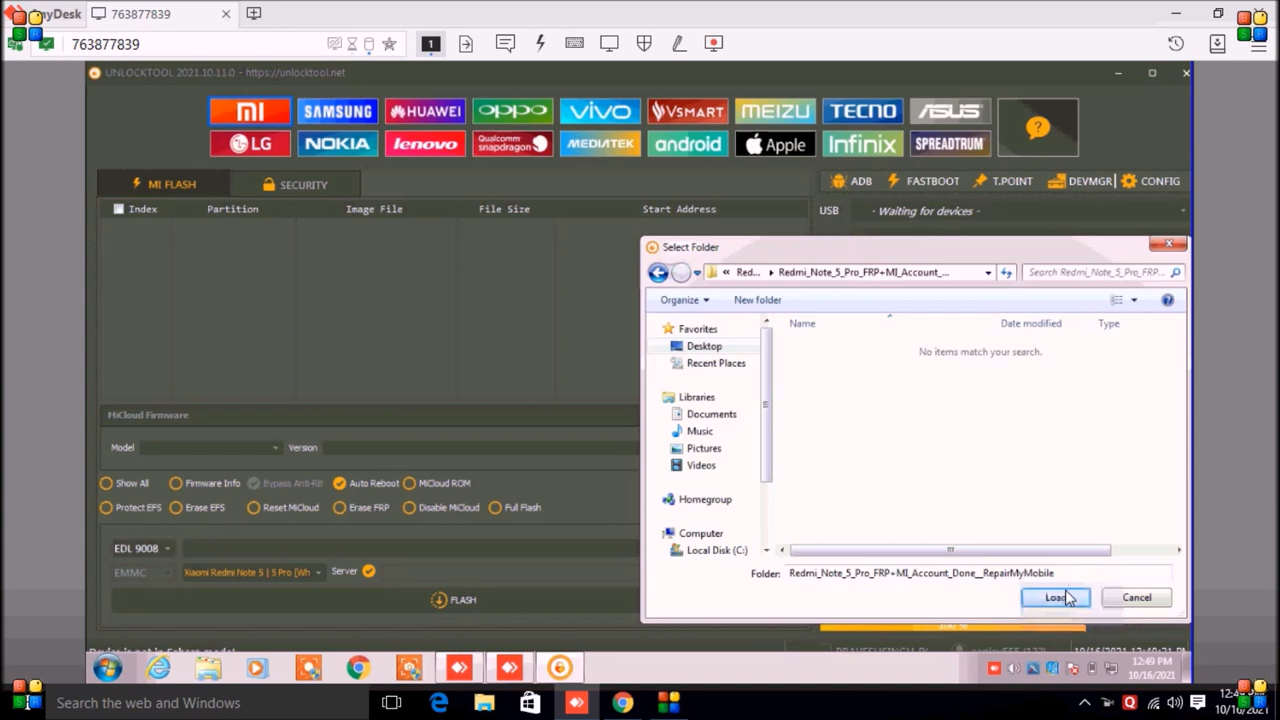 AnyDesk
763877839
763877839
1
UNLOCKTOOL 2021.10.11.0 - https://unlocktool.net
MI
SAMSUNG
HUAWEI
oppo
vivo
VSMART
MEIZU
TECNO
ASUS
LG
NOKIA
lenovo
Qualcomm snapdragon
MEDIATEK
android
Apple
Infinix
SPREADTRUM
?
MI FLASH
SECURITY
ADB
FASTBOOT
T.POINT
DEVMGR
CONFIG
Index
Partition
Image File
File Size
Start Address
USB
- Waiting for devices -
Select Folder
« Red... ▸ Redmi_Note_5_Pro_FRP+MI_Account_...
Search Redmi_Note_5_Pro_FRP...
Organize
New folder
Favorites
Desktop
Recent Places
Libraries
Documents
Music
Pictures
Videos
Homegroup
Computer
Local Disk (C:)
Name
Date modified
Type
No items match your search.
Folder: Redmi_Note_5_Pro_FRP+MI_Account_Done__RepairMyMobile
Load
Cancel
MiCloud Firmware
Model
Version
Show All
Firmware Info
Bypass Anti-RB
Auto Reboot
MiCloud ROM
Protect EFS
Erase EFS
Reset MiCloud
Erase FRP
Disable MiCloud
Full Flash
EDL 9008
EMMC
Xiaomi Redmi Note 5 | 5 Pro [Wh
Server
FLASH
12:49 PM
10/16/2021
Search the web and Windows